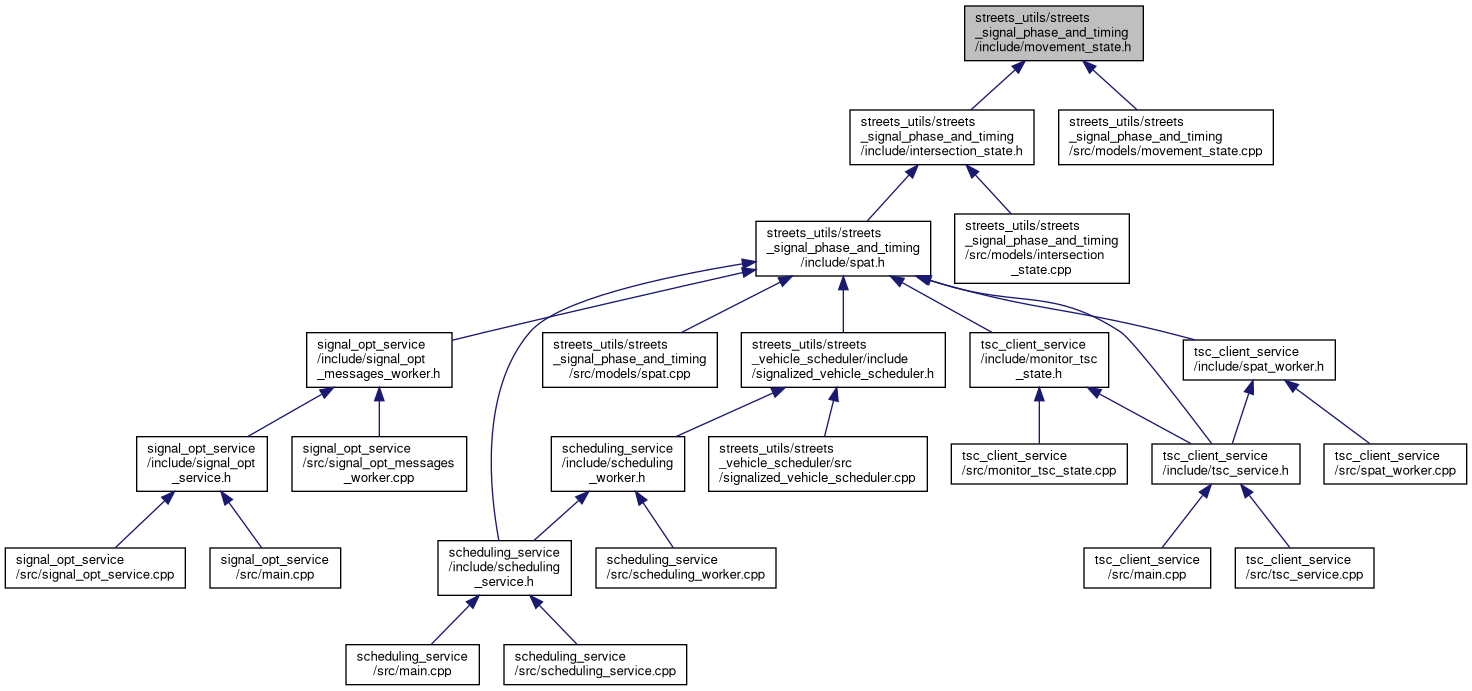 streets_utils/streets
_signal_phase_and_timing
/include/movement_state.h
streets_utils/streets
_signal_phase_and_timing
/include/intersection_state.h
streets_utils/streets
_signal_phase_and_timing
/src/models/movement_state.cpp
streets_utils/streets
_signal_phase_and_timing
/include/spat.h
streets_utils/streets
_signal_phase_and_timing
/src/models/intersection
_state.cpp
signal_opt_service
/include/signal_opt
_messages_worker.h
streets_utils/streets
_signal_phase_and_timing
/src/models/spat.cpp
streets_utils/streets
_vehicle_scheduler/include
/signalized_vehicle_scheduler.h
tsc_client_service
/include/monitor_tsc
_state.h
tsc_client_service
/include/spat_worker.h
signal_opt_service
/include/signal_opt
_service.h
signal_opt_service
/src/signal_opt_messages
_worker.cpp
scheduling_service
/include/scheduling
_worker.h
streets_utils/streets
_vehicle_scheduler/src
/signalized_vehicle_scheduler.cpp
tsc_client_service
/src/monitor_tsc_state.cpp
tsc_client_service
/include/tsc_service.h
tsc_client_service
/src/spat_worker.cpp
signal_opt_service
/src/signal_opt_service.cpp
signal_opt_service
/src/main.cpp
scheduling_service
/include/scheduling
_service.h
scheduling_service
/src/scheduling_worker.cpp
tsc_client_service
/src/main.cpp
tsc_client_service
/src/tsc_service.cpp
scheduling_service
/src/main.cpp
scheduling_service
/src/scheduling_service.cpp